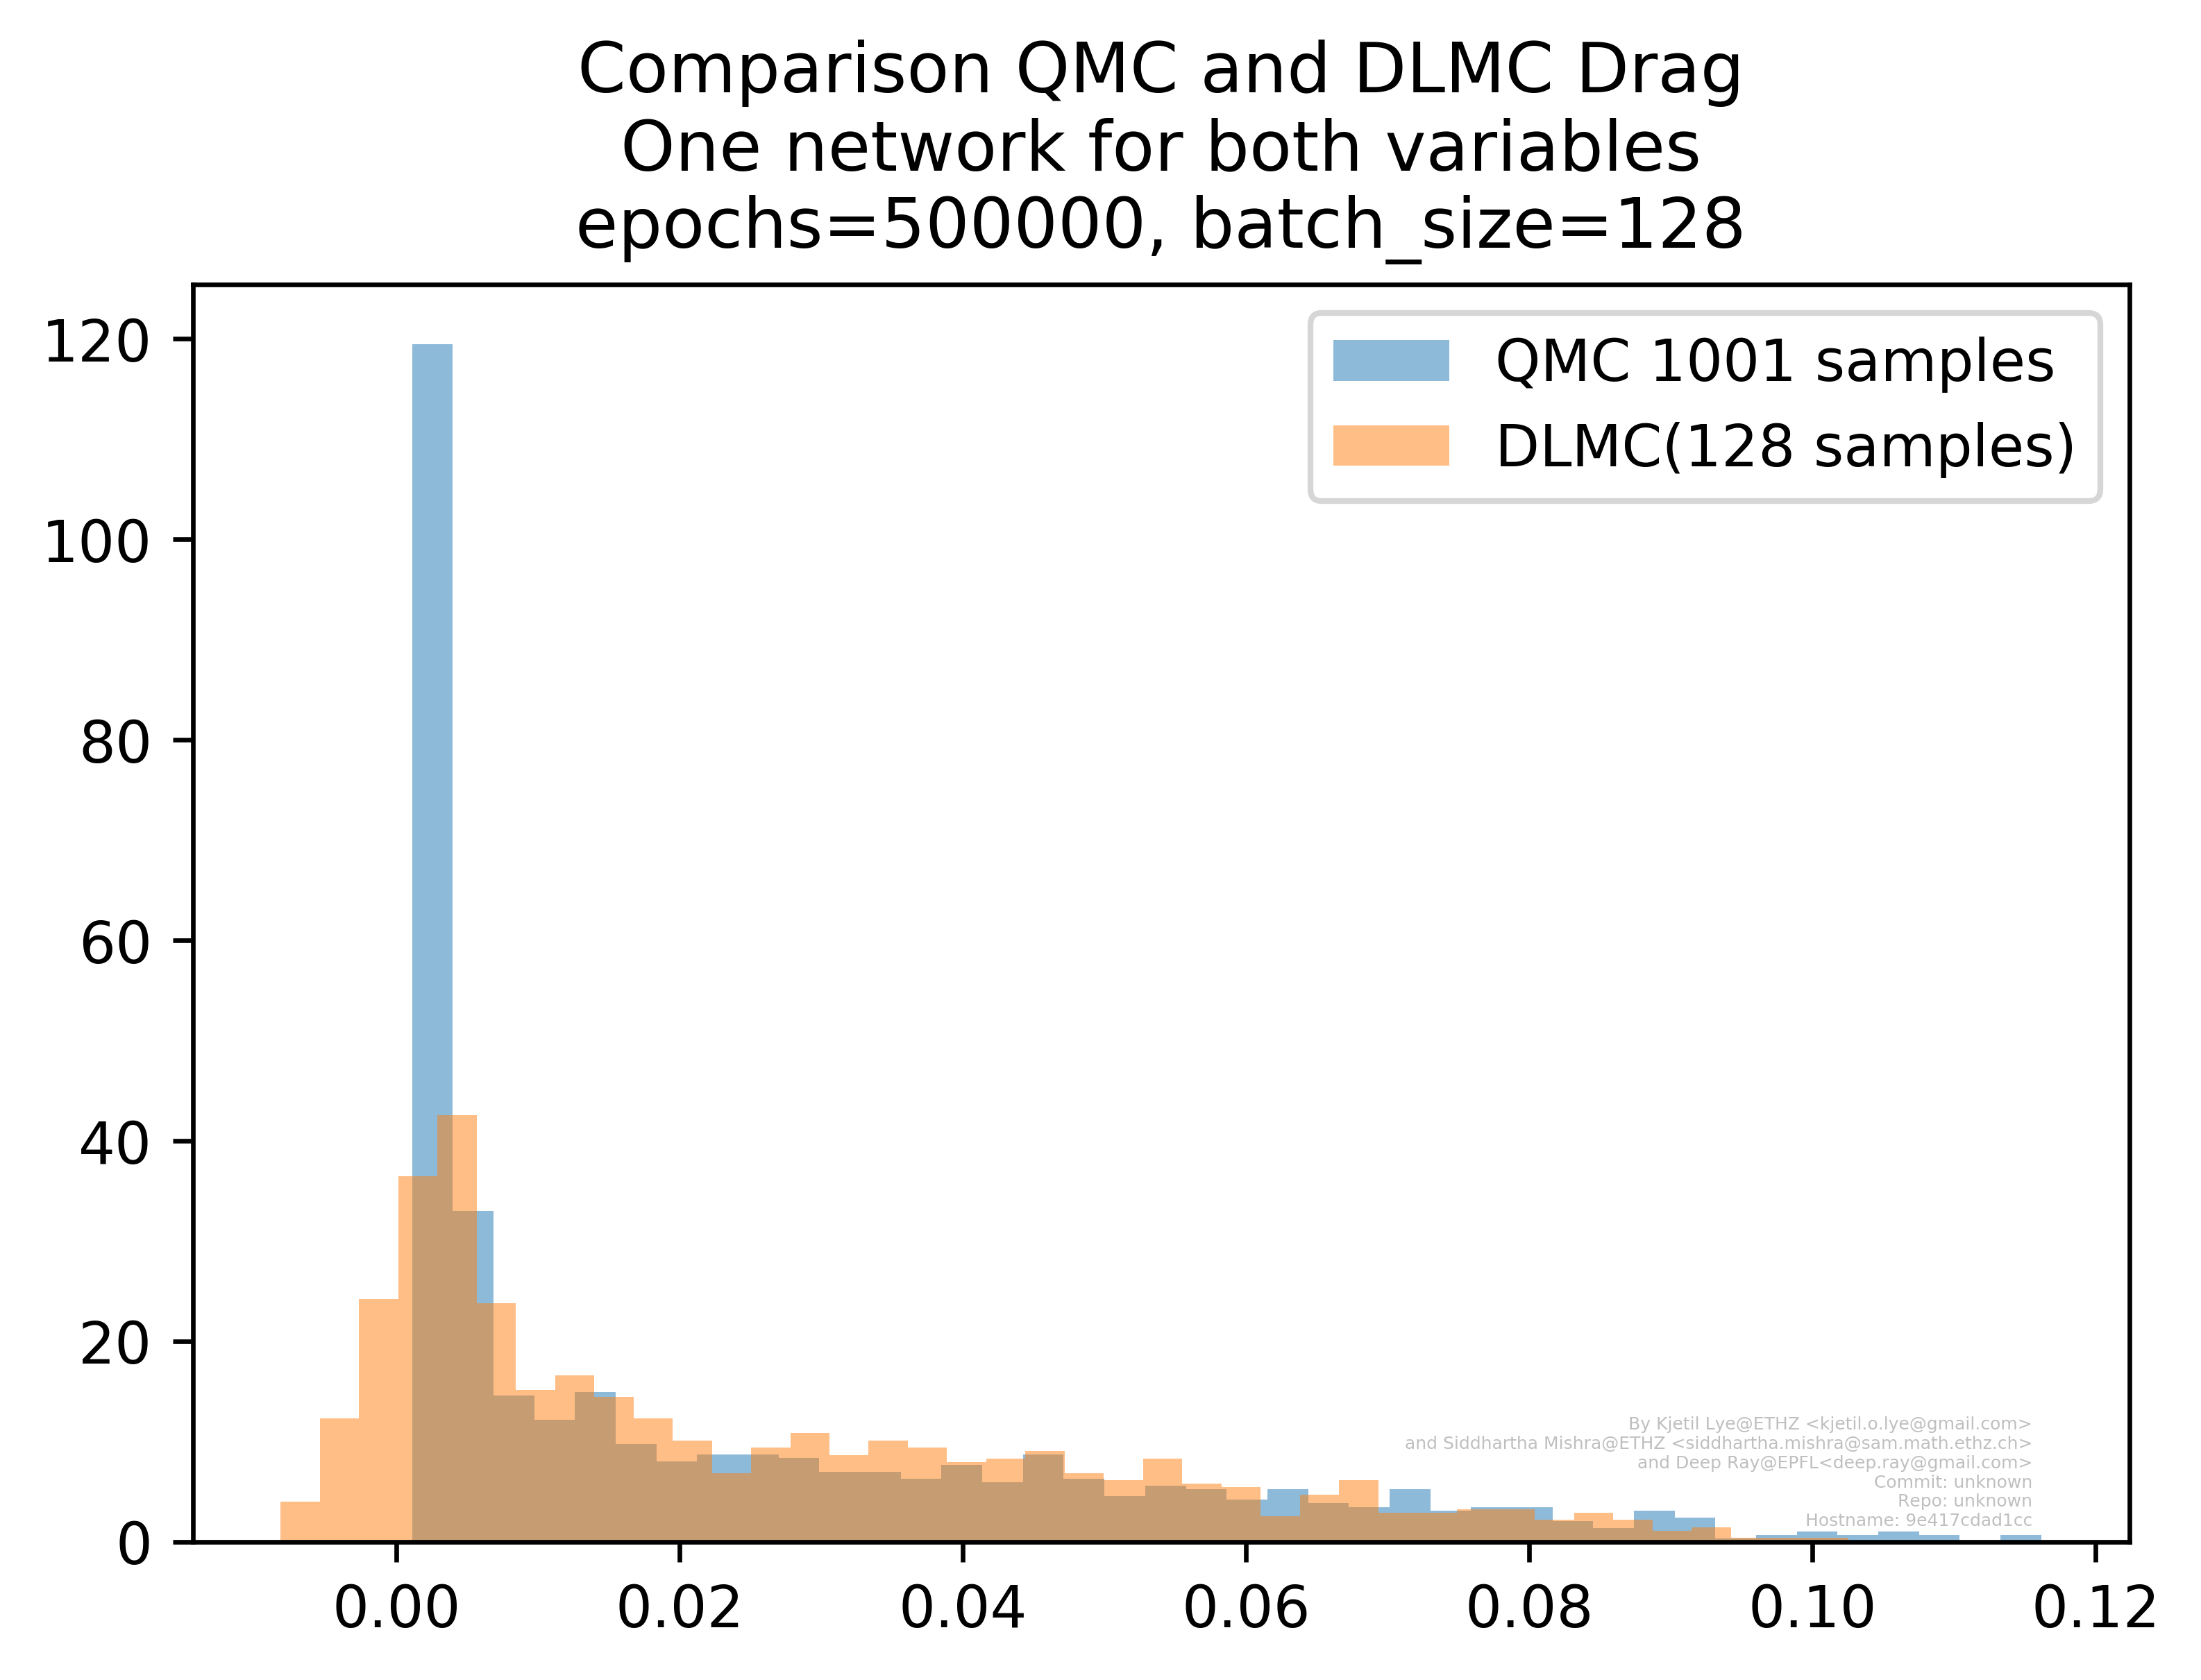 Comparison QMC and DLMC Drag
One network for both variables
epochs=500000, batch_size=128
QMC 1001 samples
DLMC(128 samples)
120
100
80
60
40
20
0
By Kjetil Lye@ETHZ <kjetil.o.lye@gmail.com>
and Siddhartha Mishra@ETHZ <siddhartha.mishra@sam.math.ethz.ch>
and Deep Ray@EPFL<deep.ray@gmail.com>
Commit: unknown
Repo: unknown
Hostname: 9e417cdad1cc
0.00 0.02 0.04 0.06 0.08 0.10 0.12